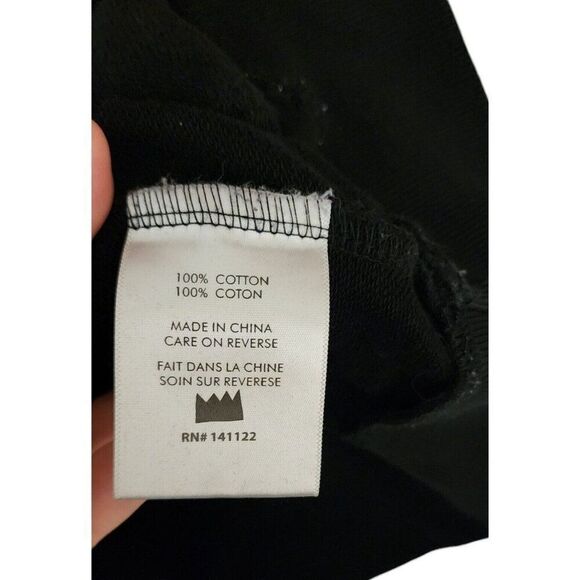 100% COTTON
100% COTON
MADE IN CHINA
CARE ON REVERSE
FAIT DANS LA CHINE
SOIN SUR REVERESE
RN# 141122